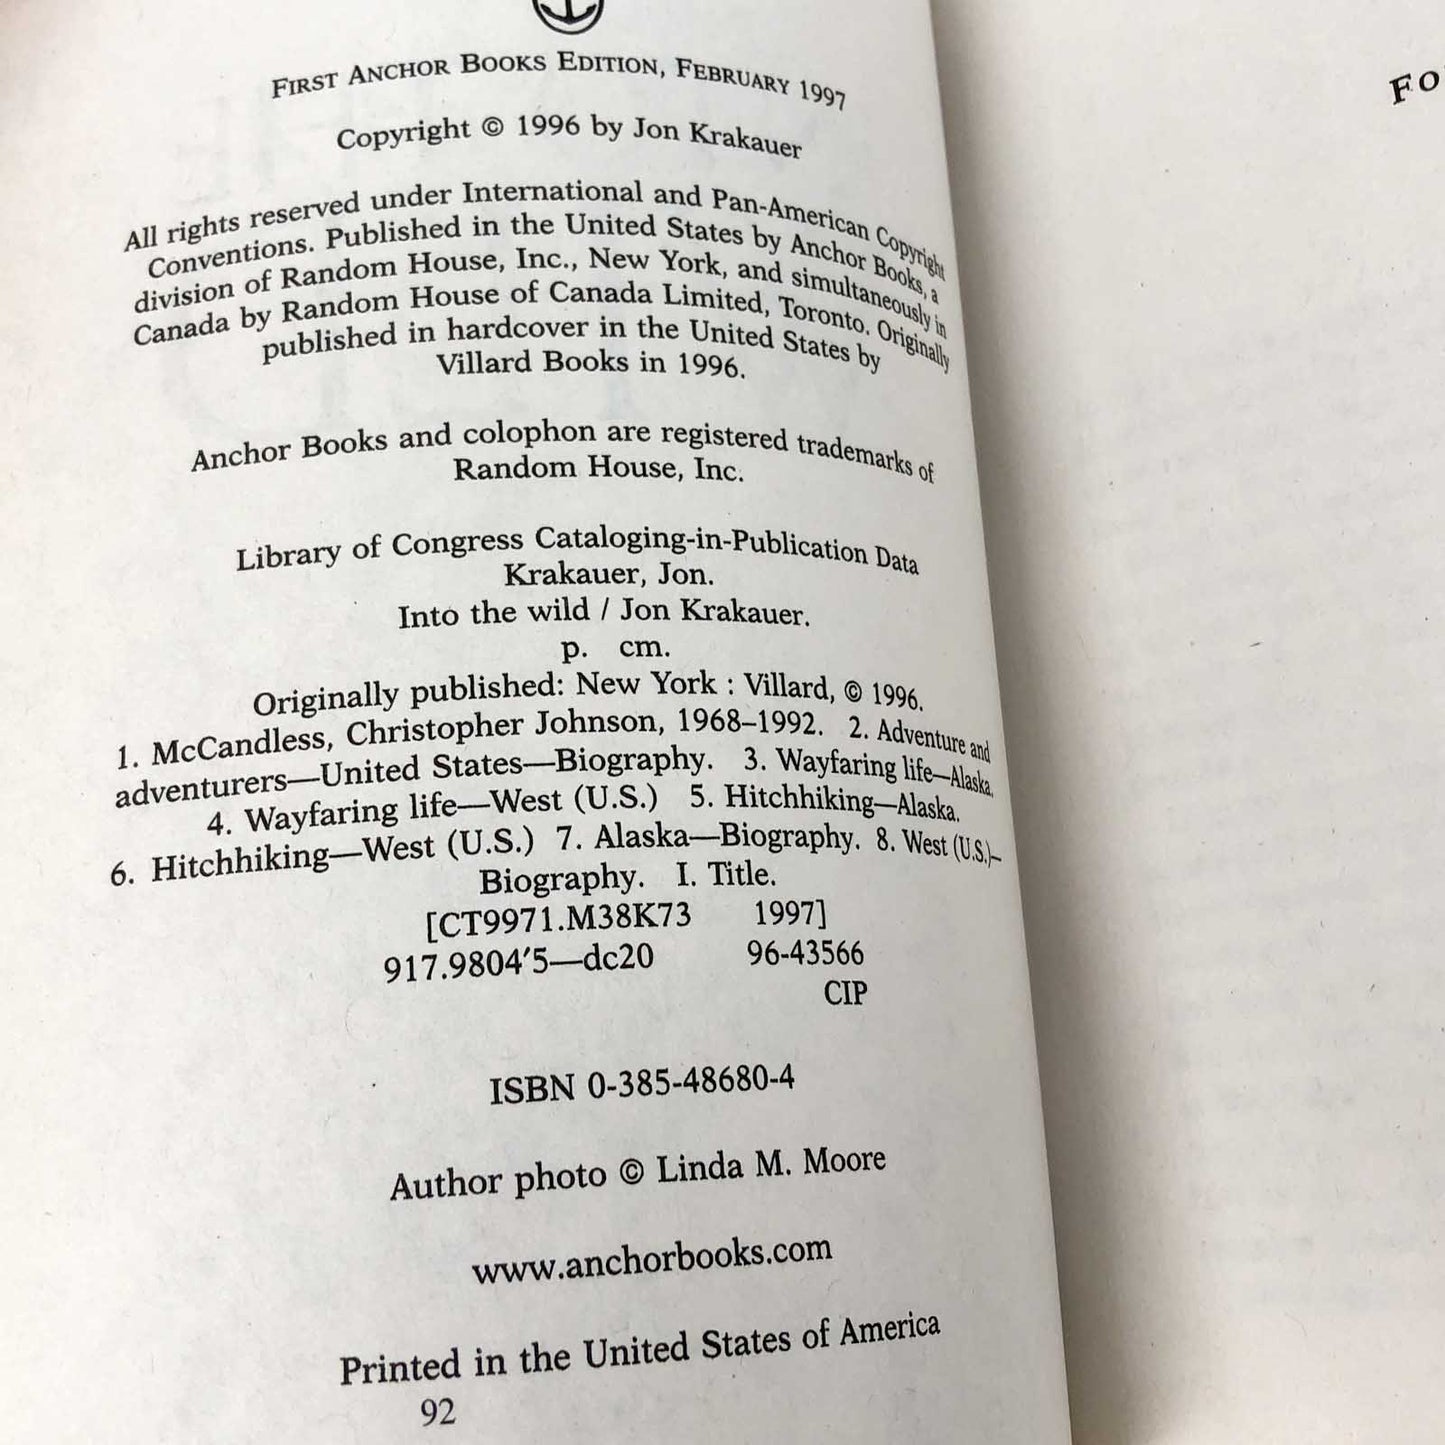 FIRST ANCHOR BOOKS EDITION, FEBRUARY 1997
Copyright © 1996 by Jon Krakauer
All rights reserved under International and Pan-American Copyright
Conventions. Published in the United States by Anchor Books, a
division of Random House, Inc., New York, and simultaneously in
Canada by Random House of Canada Limited, Toronto. Originally
published in hardcover in the United States by
Villard Books in 1996.
Anchor Books and colophon are registered trademarks of
Random House, Inc.
Library of Congress Cataloging-in-Publication Data
Krakauer, Jon.
Into the wild / Jon Krakauer.
p. cm.
Originally published: New York : Villard, © 1996.
1. McCandless, Christopher Johnson, 1968–1992. 2. Adventure and
adventurers—United States—Biography. 3. Wayfaring life—Alaska.
4. Wayfaring life—West (U.S.) 5. Hitchhiking—Alaska.
6. Hitchhiking—West (U.S.) 7. Alaska—Biography. 8. West (U.S.)–
Biography. I. Title.
[CT9971.M38K73 1997]
917.9804′5—dc20 96-43566
CIP
ISBN 0-385-48680-4
Author photo © Linda M. Moore
www.anchorbooks.com
Printed in the United States of America
92